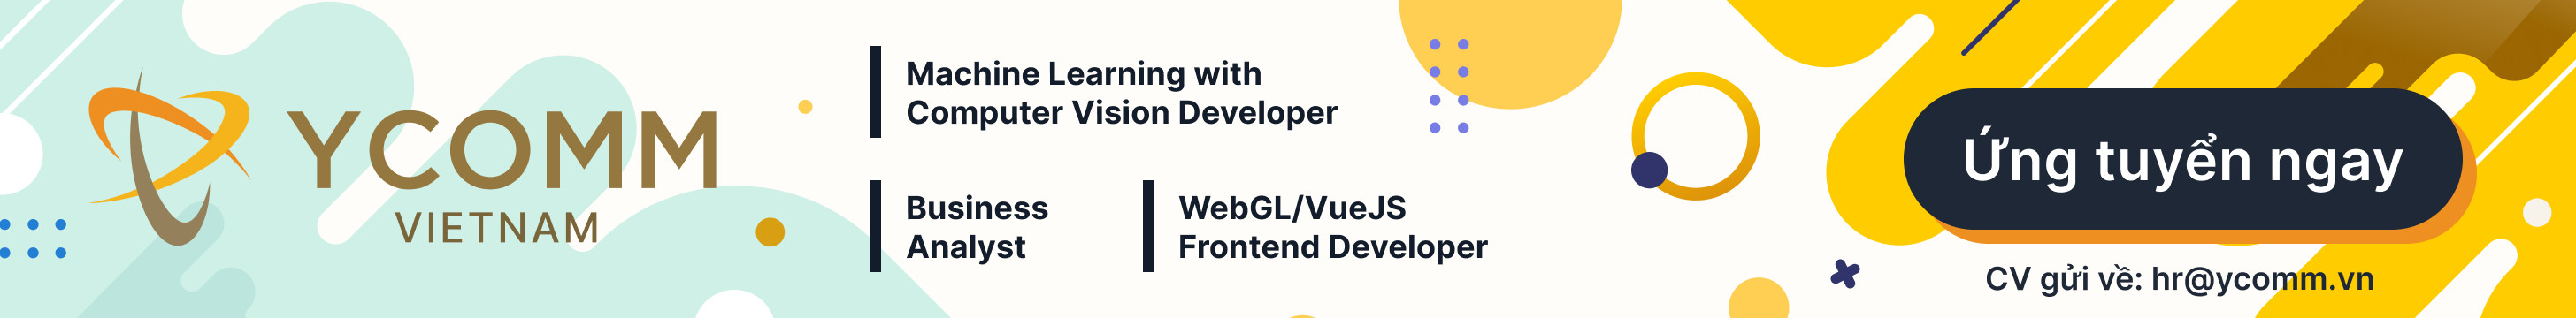 YCOMM
VIETNAM
Machine Learning with
Computer Vision Developer
Business
Analyst
WebGL/VueJS
Frontend Developer
Ứng tuyển ngay
CV gửi về: hr@ycomm.vn